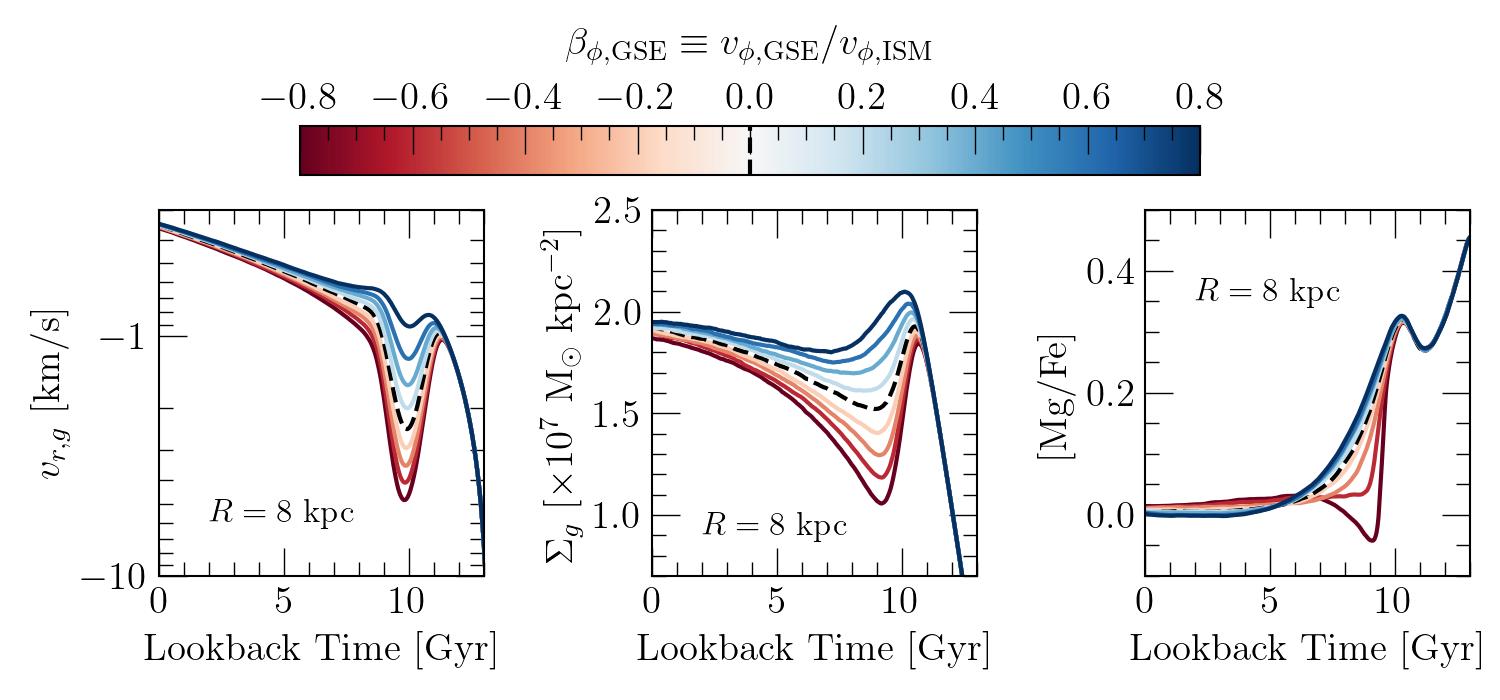 β_{ϕ,GSE} ≡ v_{ϕ,GSE}/v_{ϕ,ISM}
−0.8 −0.6 −0.4 −0.2 0.0 0.2 0.4 0.6 0.8
v_{r,g} [km/s]
−1
−10
R = 8 kpc
0 5 10
Lookback Time [Gyr]
Σ_g [×10^7 M_⊙ kpc^{−2}]
2.5
2.0
1.5
1.0
R = 8 kpc
0 5 10
Lookback Time [Gyr]
[Mg/Fe]
0.4
0.2
0.0
R = 8 kpc
0 5 10
Lookback Time [Gyr]